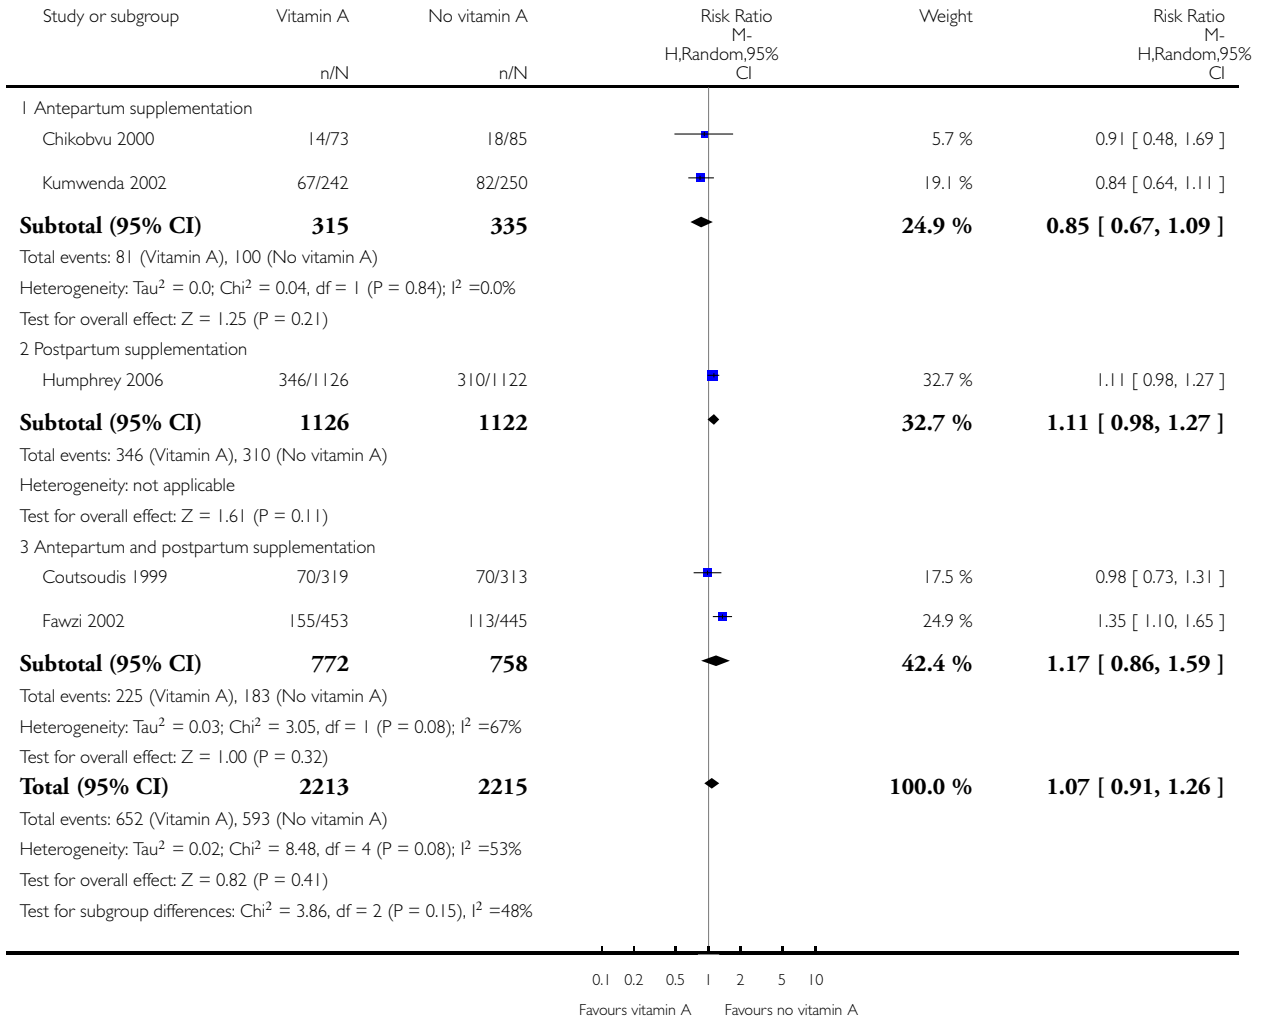 Study or subgroup Vitamin A No vitamin A Risk Ratio Weight Risk Ratio
M- M-
H,Random,95% H,Random,95%
n/N n/N CI CI
1 Antepartum supplementation
Chikobvu 2000 14/73 18/85 5.7 % 0.91 [ 0.48, 1.69 ]
Kumwenda 2002 67/242 82/250 19.1 % 0.84 [ 0.64, 1.11 ]
Subtotal (95% CI) 315 335 24.9 % 0.85 [ 0.67, 1.09 ]
Total events: 81 (Vitamin A), 100 (No vitamin A)
Heterogeneity: Tau² = 0.0; Chi² = 0.04, df = 1 (P = 0.84); I² =0.0%
Test for overall effect: Z = 1.25 (P = 0.21)
2 Postpartum supplementation
Humphrey 2006 346/1126 310/1122 32.7 % 1.11 [ 0.98, 1.27 ]
Subtotal (95% CI) 1126 1122 32.7 % 1.11 [ 0.98, 1.27 ]
Total events: 346 (Vitamin A), 310 (No vitamin A)
Heterogeneity: not applicable
Test for overall effect: Z = 1.61 (P = 0.11)
3 Antepartum and postpartum supplementation
Coutsoudis 1999 70/319 70/313 17.5 % 0.98 [ 0.73, 1.31 ]
Fawzi 2002 155/453 113/445 24.9 % 1.35 [ 1.10, 1.65 ]
Subtotal (95% CI) 772 758 42.4 % 1.17 [ 0.86, 1.59 ]
Total events: 225 (Vitamin A), 183 (No vitamin A)
Heterogeneity: Tau² = 0.03; Chi² = 3.05, df = 1 (P = 0.08); I² =67%
Test for overall effect: Z = 1.00 (P = 0.32)
Total (95% CI) 2213 2215 100.0 % 1.07 [ 0.91, 1.26 ]
Total events: 652 (Vitamin A), 593 (No vitamin A)
Heterogeneity: Tau² = 0.02; Chi² = 8.48, df = 4 (P = 0.08); I² =53%
Test for overall effect: Z = 0.82 (P = 0.41)
Test for subgroup differences: Chi² = 3.86, df = 2 (P = 0.15), I² =48%
0.1 0.2 0.5 1 2 5 10
Favours vitamin A Favours no vitamin A